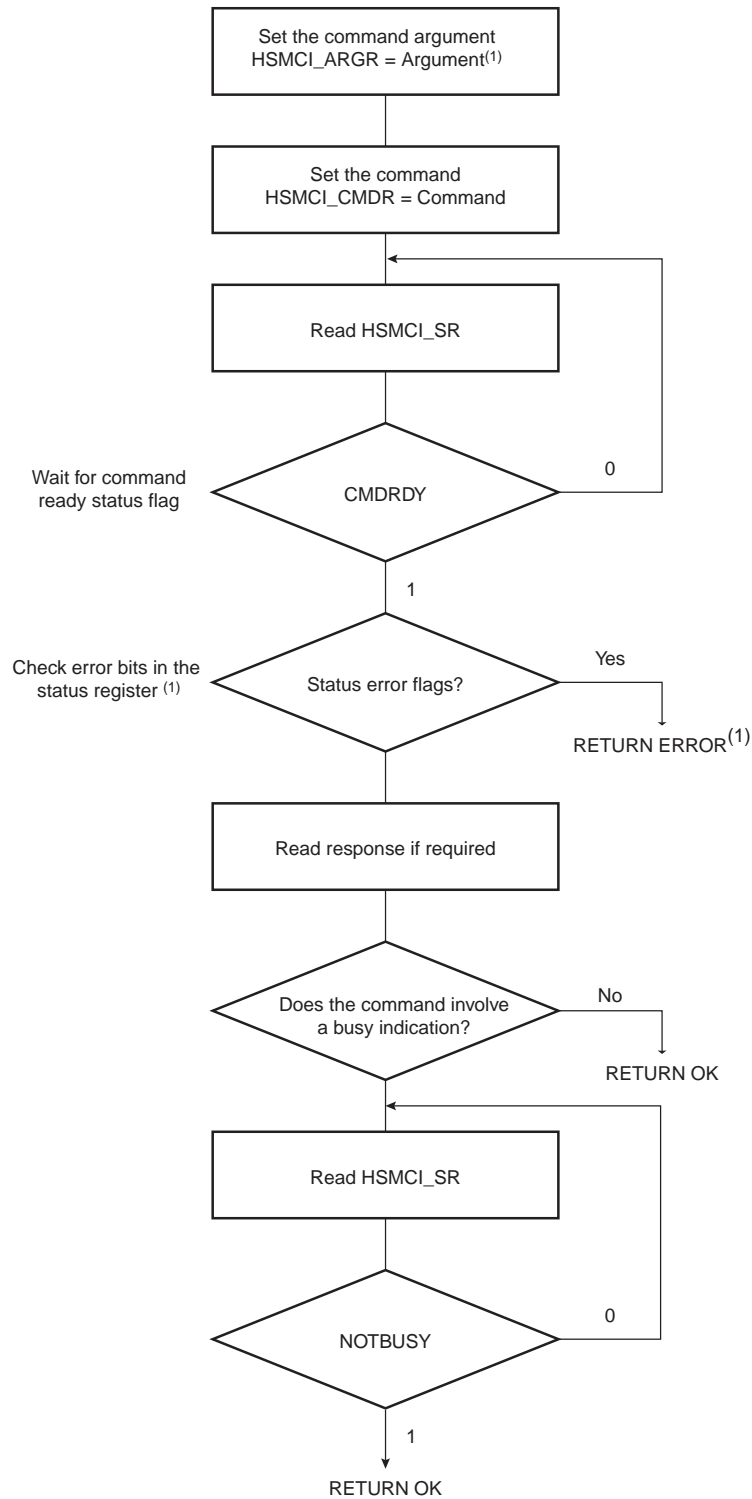 Set the command argument
HSMCI_ARGR = Argument(1)
Set the command
HSMCI_CMDR = Command
Read HSMCI_SR
Wait for command
ready status flag
CMDRDY
0
1
Check error bits in the
status register (1)
Status error flags?
Yes
RETURN ERROR(1)
Read response if required
Does the command involve
a busy indication?
No
RETURN OK
Read HSMCI_SR
NOTBUSY
0
1
RETURN OK